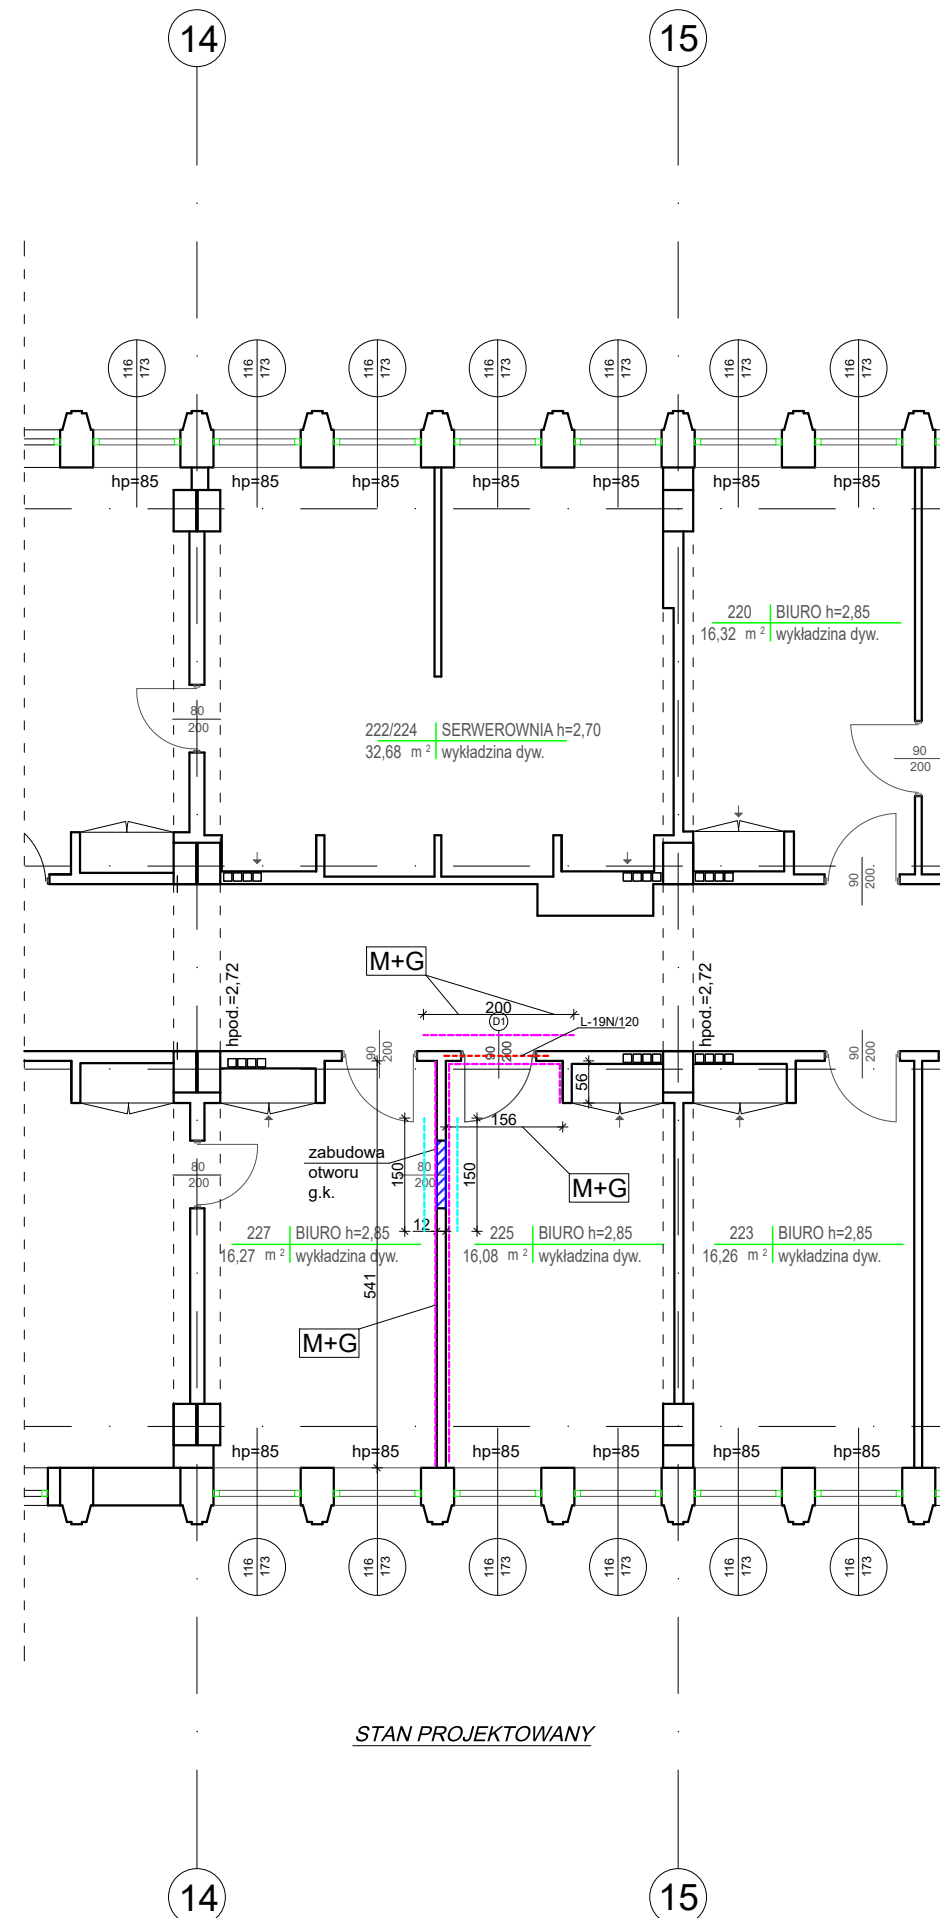 14
15
116
173
116
173
116
173
116
173
116
173
116
173
116
173
hp=85
hp=85
hp=85
hp=85
hp=85
hp=85
hp=85
220 BIURO h=2,85
16,32 m² wykładzina dyw.
80
200
222/224 SERWEROWNIA h=2,70
32,68 m² wykładzina dyw.
90
200
90
200
M+G
hpod.=2,72
hpod.=2,72
200
D1
L-19N/120
90
200
90
200
90
200
56
156
zabudowa
otworu
g.k.
80
200
80
200
150
150
M+G
12
227 BIURO h=2,85
16,27 m² wykładzina dyw.
225 BIURO h=2,85
16,08 m² wykładzina dyw.
223 BIURO h=2,85
16,26 m² wykładzina dyw.
541
M+G
hp=85
hp=85
hp=85
hp=85
hp=85
hp=85
116
173
116
173
116
173
116
173
116
173
116
173
STAN PROJEKTOWANY
14
15